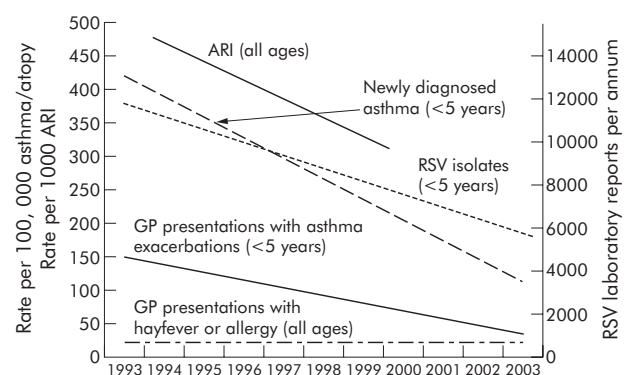 Rate per 100, 000 asthma/atopy
Rate per 1000 ARI
500
450
400
350
300
250
200
150
100
50
0
ARI (all ages)
Newly diagnosed
asthma (<5 years)
RSV isolates
(<5 years)
GP presentations with asthma
exacerbations (<5 years)
GP presentations with
hayfever or allergy (all ages)
14000
12000
10000
8000
6000
4000
2000
0
RSV laboratory reports per annum
1993 1994 1995 1996 1997 1998 1999 2000 2001 2002 2003